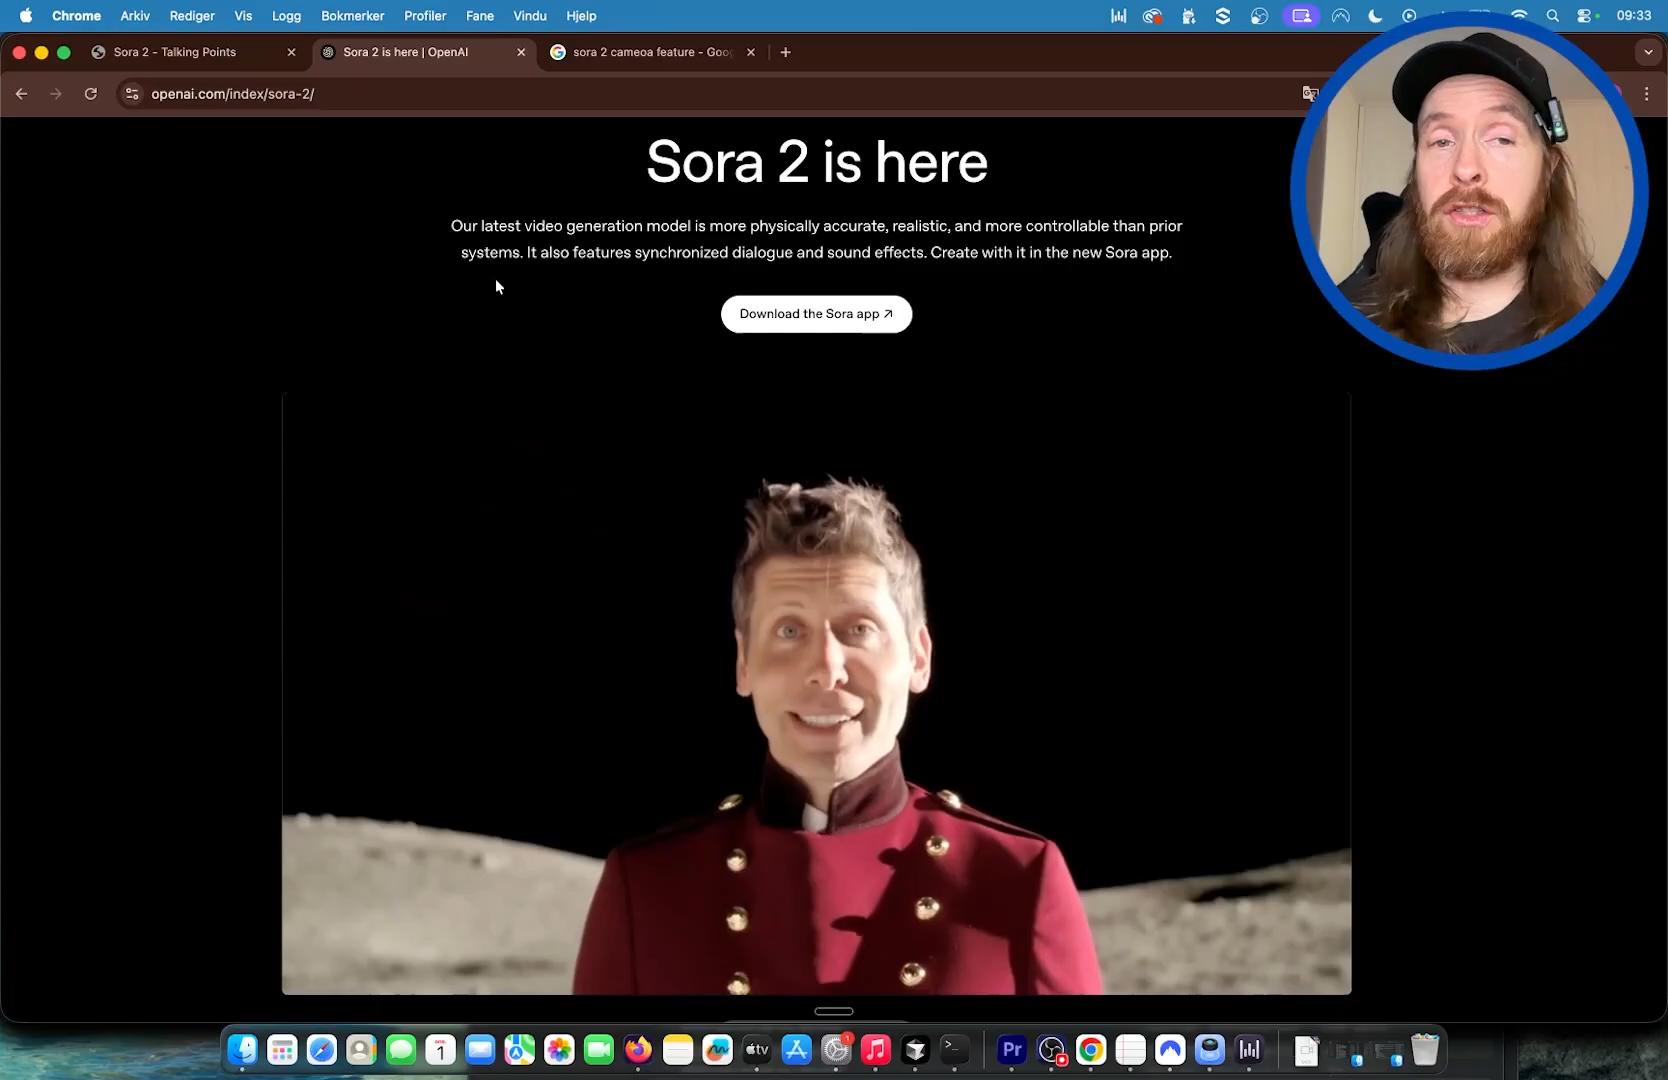 Chrome Arkiv Rediger Vis Logg Bokmerker Profiler Fane Vindu Hjelp 09:33
Sora 2 - Talking Points
Sora 2 is here | OpenAI
sora 2 cameoa feature - Goo
openai.com/index/sora-2/
Sora 2 is here
Our latest video generation model is more physically accurate, realistic, and more controllable than prior
systems. It also features synchronized dialogue and sound effects. Create with it in the new Sora app.
Download the Sora app ↗
1
tv
1
>_
Pr